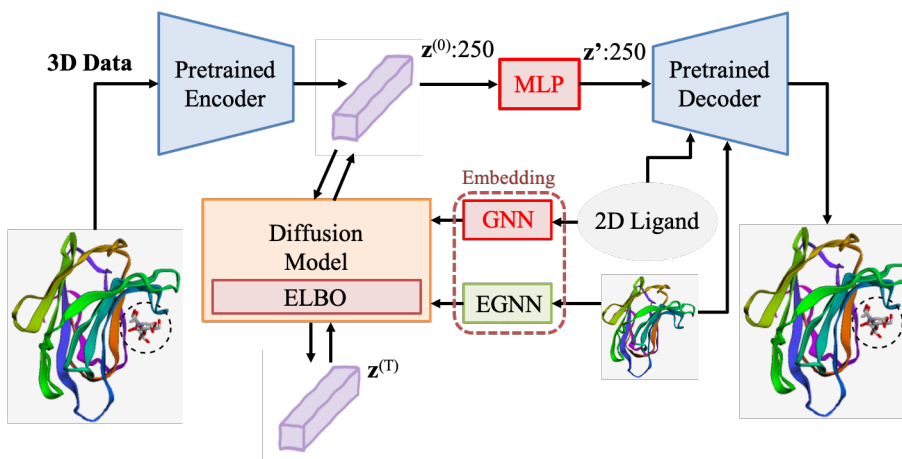 3D Data
Pretrained
Encoder
z(0):250
MLP
z’:250
Pretrained
Decoder
Embedding
GNN
2D Ligand
Diffusion
Model
ELBO
EGNN
z(T)